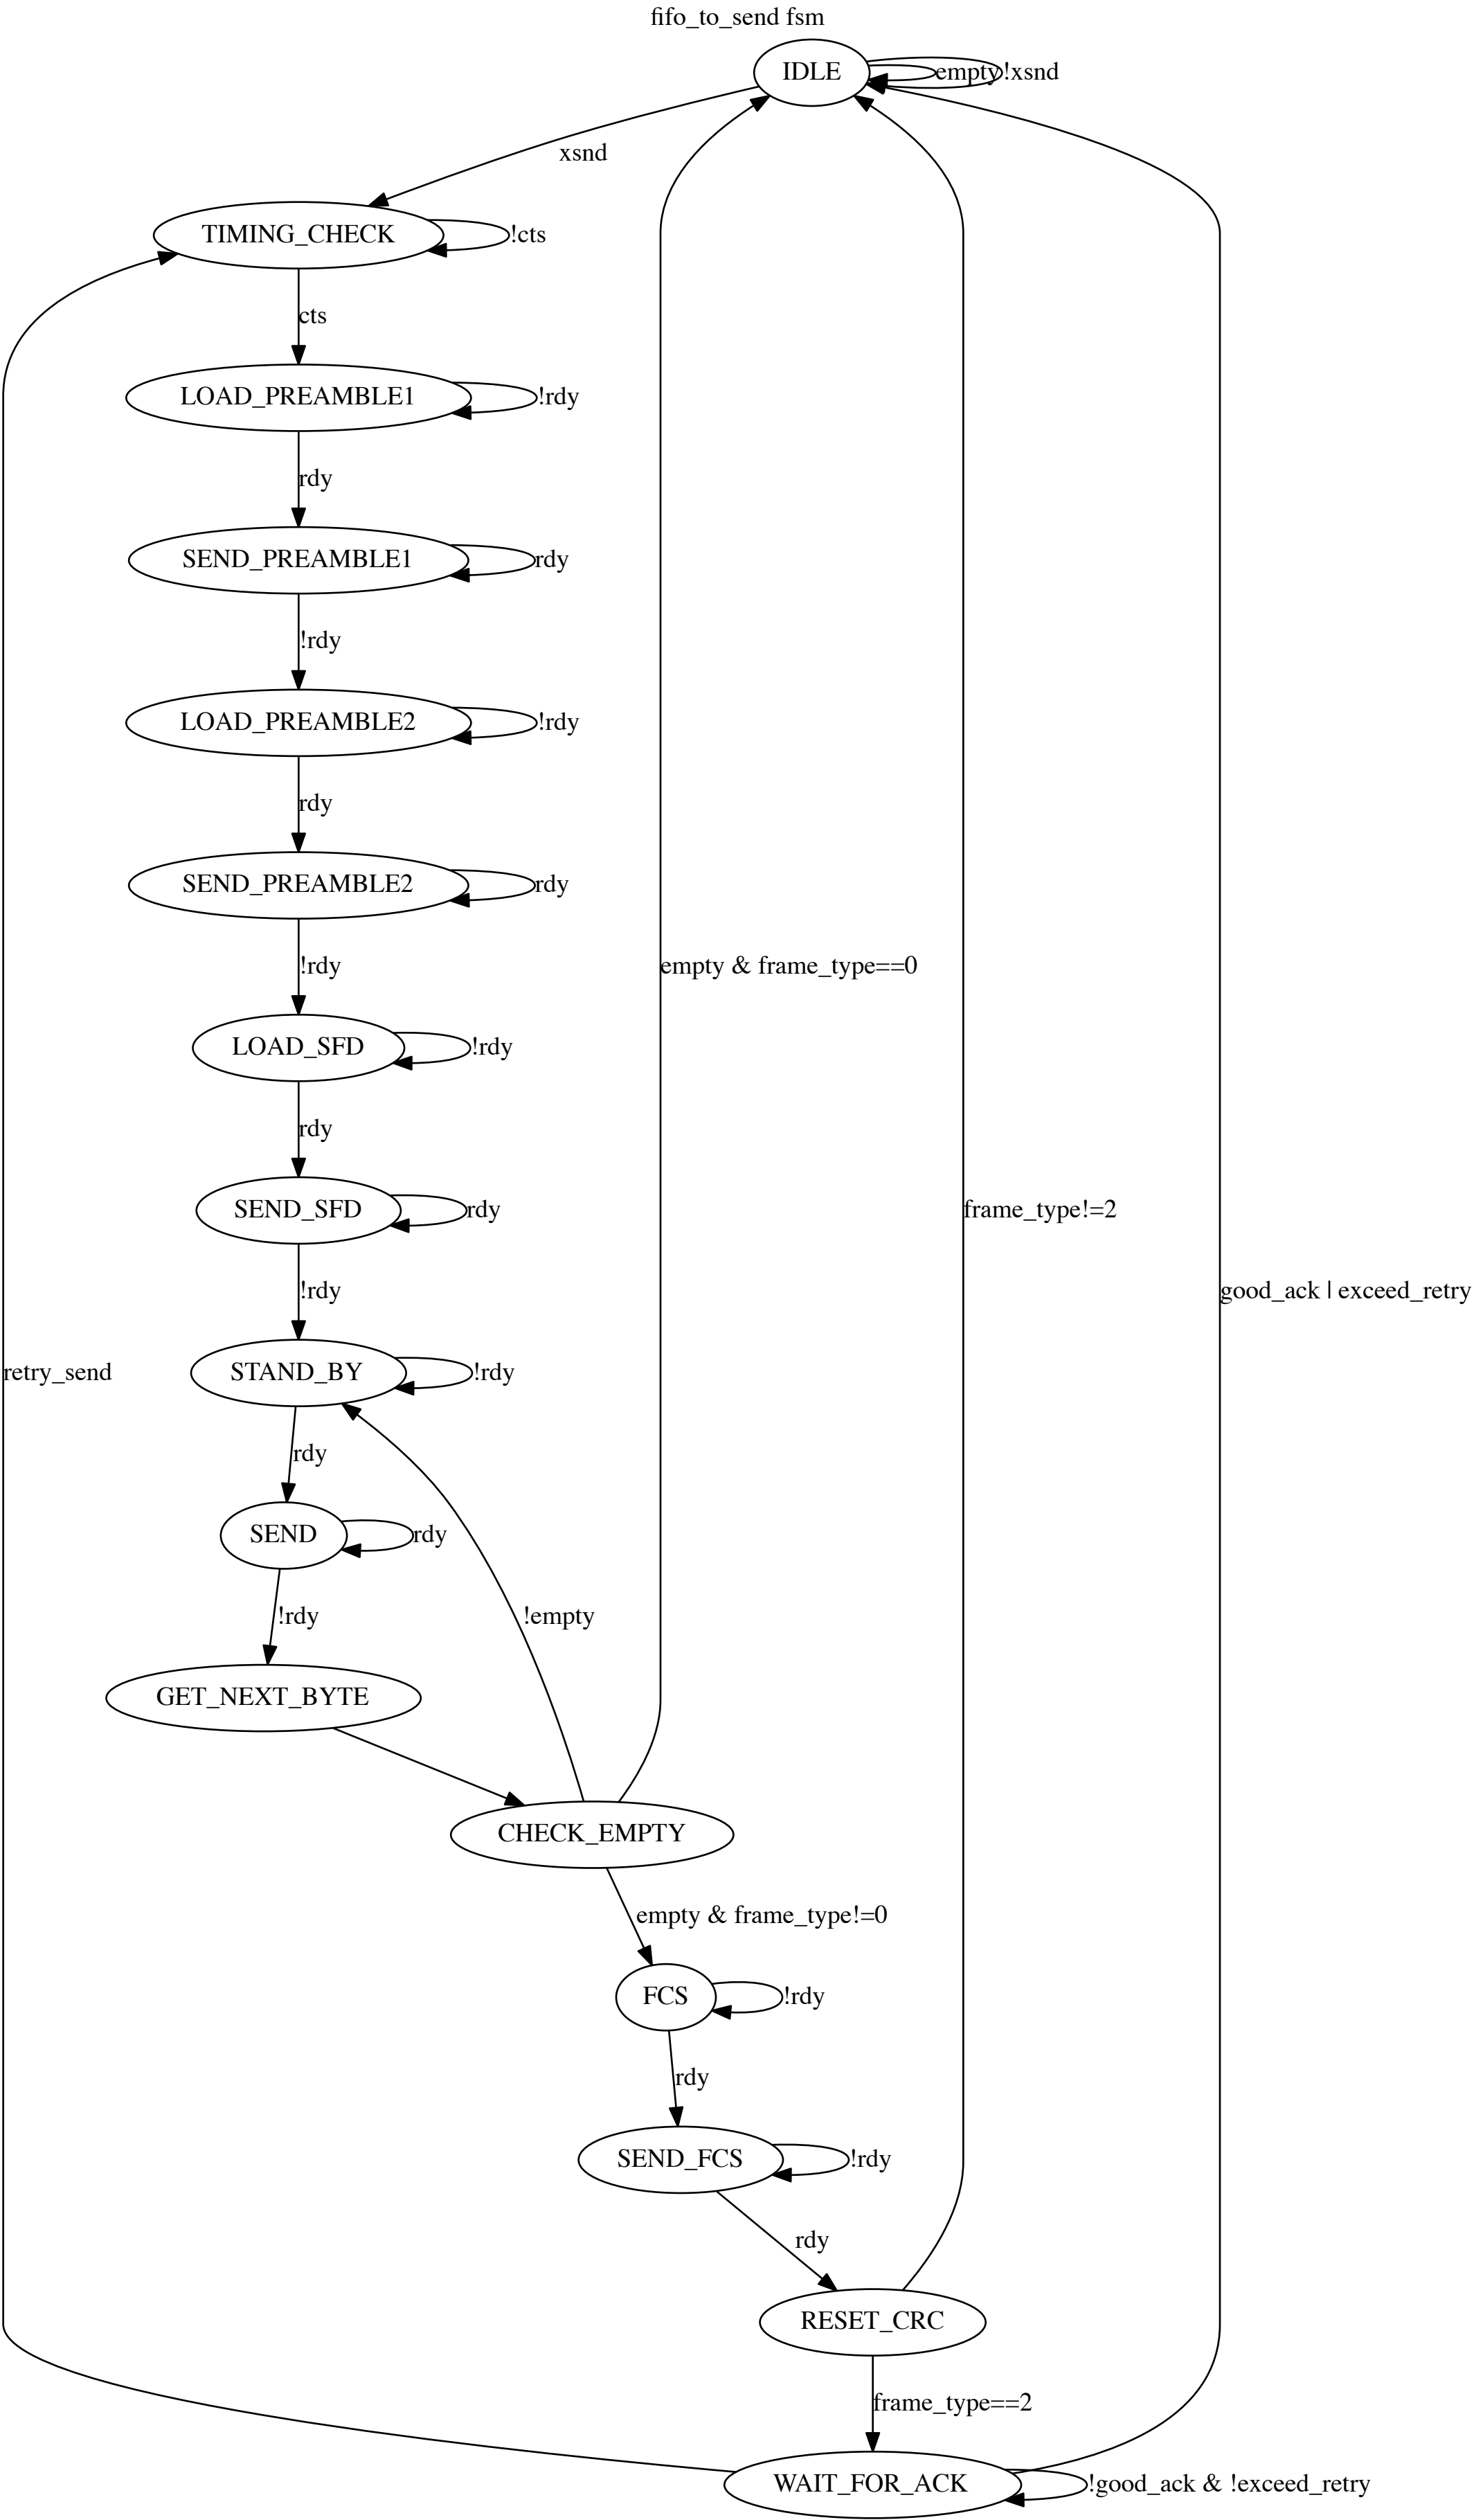 fifo_to_send fsm
IDLE
empty
!xsnd
xsnd
TIMING_CHECK
!cts
cts
LOAD_PREAMBLE1
!rdy
rdy
SEND_PREAMBLE1
rdy
!rdy
LOAD_PREAMBLE2
!rdy
rdy
SEND_PREAMBLE2
rdy
!rdy
empty & frame_type==0
LOAD_SFD
!rdy
rdy
SEND_SFD
rdy
frame_type!=2
!rdy
good_ack | exceed_retry
retry_send
STAND_BY
!rdy
rdy
SEND
rdy
!rdy
!empty
GET_NEXT_BYTE
CHECK_EMPTY
empty & frame_type!=0
FCS
!rdy
rdy
SEND_FCS
!rdy
rdy
RESET_CRC
frame_type==2
WAIT_FOR_ACK
!good_ack & !exceed_retry